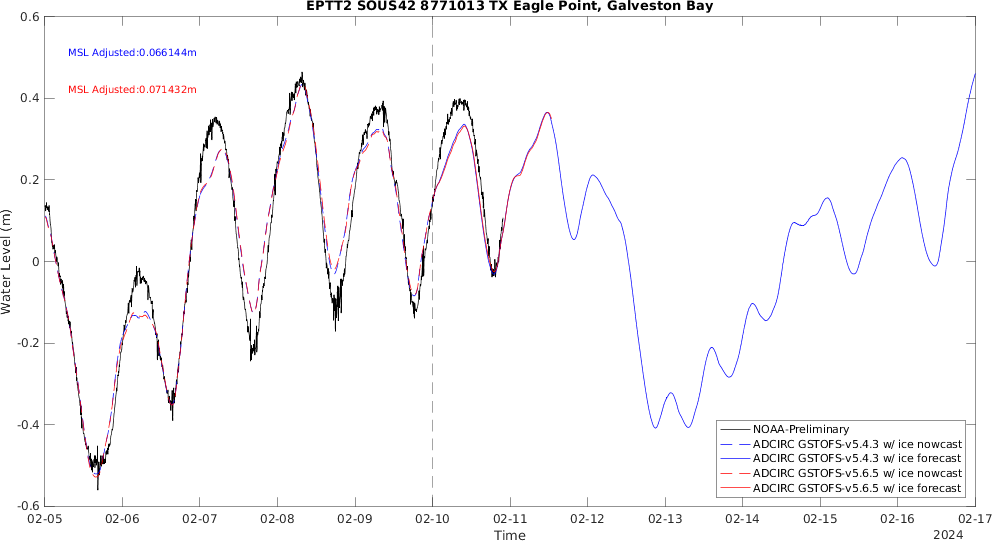 EPTT2 SOUS42 8771013 TX Eagle Point, Galveston Bay
0.6
MSL Adjusted:0.066144m
MSL Adjusted:0.071432m
0.4
0.2
0
-0.2
-0.4
-0.6
Water Level (m)
NOAA-Preliminary
ADCIRC GSTOFS-v5.4.3 w/ ice nowcast
ADCIRC GSTOFS-v5.4.3 w/ ice forecast
ADCIRC GSTOFS-v5.6.5 w/ ice nowcast
ADCIRC GSTOFS-v5.6.5 w/ ice forecast
02-05 02-06 02-07 02-08 02-09 02-10 02-11 02-12 02-13 02-14 02-15 02-16 02-17
Time
2024